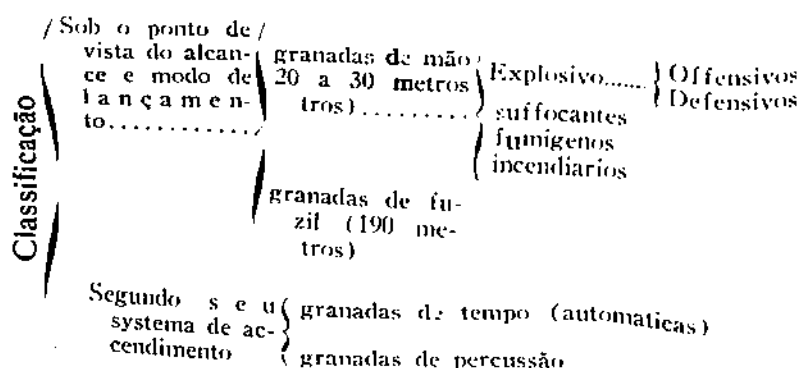 Classificação
Sob o ponto de
vista do alcan-
ce e modo de
lançamen-
to............
granadas de mão
20 a 30 metros
tros).........
Explosivo......
Offensivos
Defensivos
suffocantes
fumigenos
incendiarios
granadas de fu-
zil (190 me-
tros)
Segundo seu
systema de ac-
cendimento
granadas de tempo (automaticas)
granadas de percussão